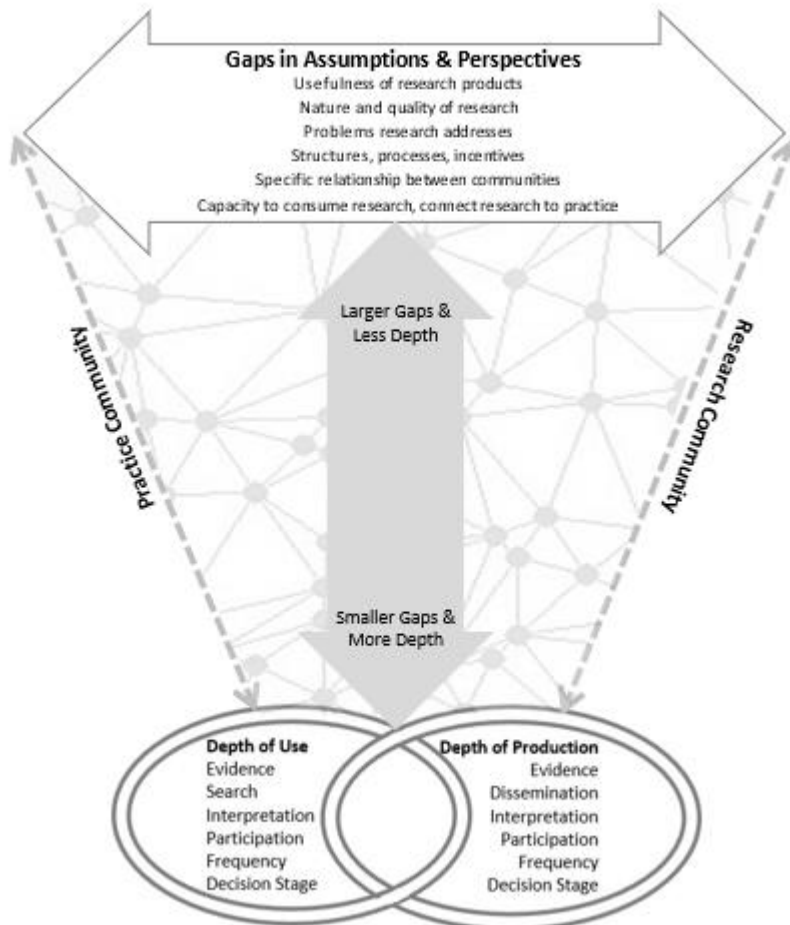 Gaps in Assumptions & Perspectives
Usefulness of research products
Nature and quality of research
Problems research addresses
Structures, processes, incentives
Specific relationship between communities
Capacity to consume research, connect research to practice
Larger Gaps &
Less Depth
Practice Community
Research Community
Smaller Gaps &
More Depth
Depth of Use
Evidence
Search
Interpretation
Participation
Frequency
Decision Stage
Depth of Production
Evidence
Dissemination
Interpretation
Participation
Frequency
Decision Stage